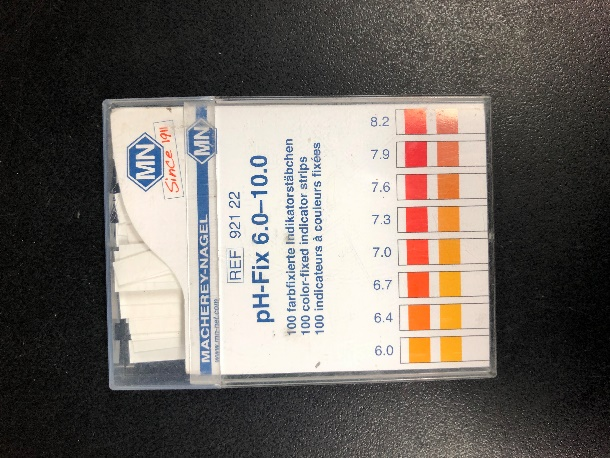 MN
Since 1911
MN
MACHEREY-NAGEL
www.mn-net.com
REF 921 22
pH-Fix 6.0–10.0
100 farbfixierte Indikatorstäbchen
100 color-fixed indicator strips
100 indicateurs à couleurs fixées
8.2
7.9
7.6
7.3
7.0
6.7
6.4
6.0